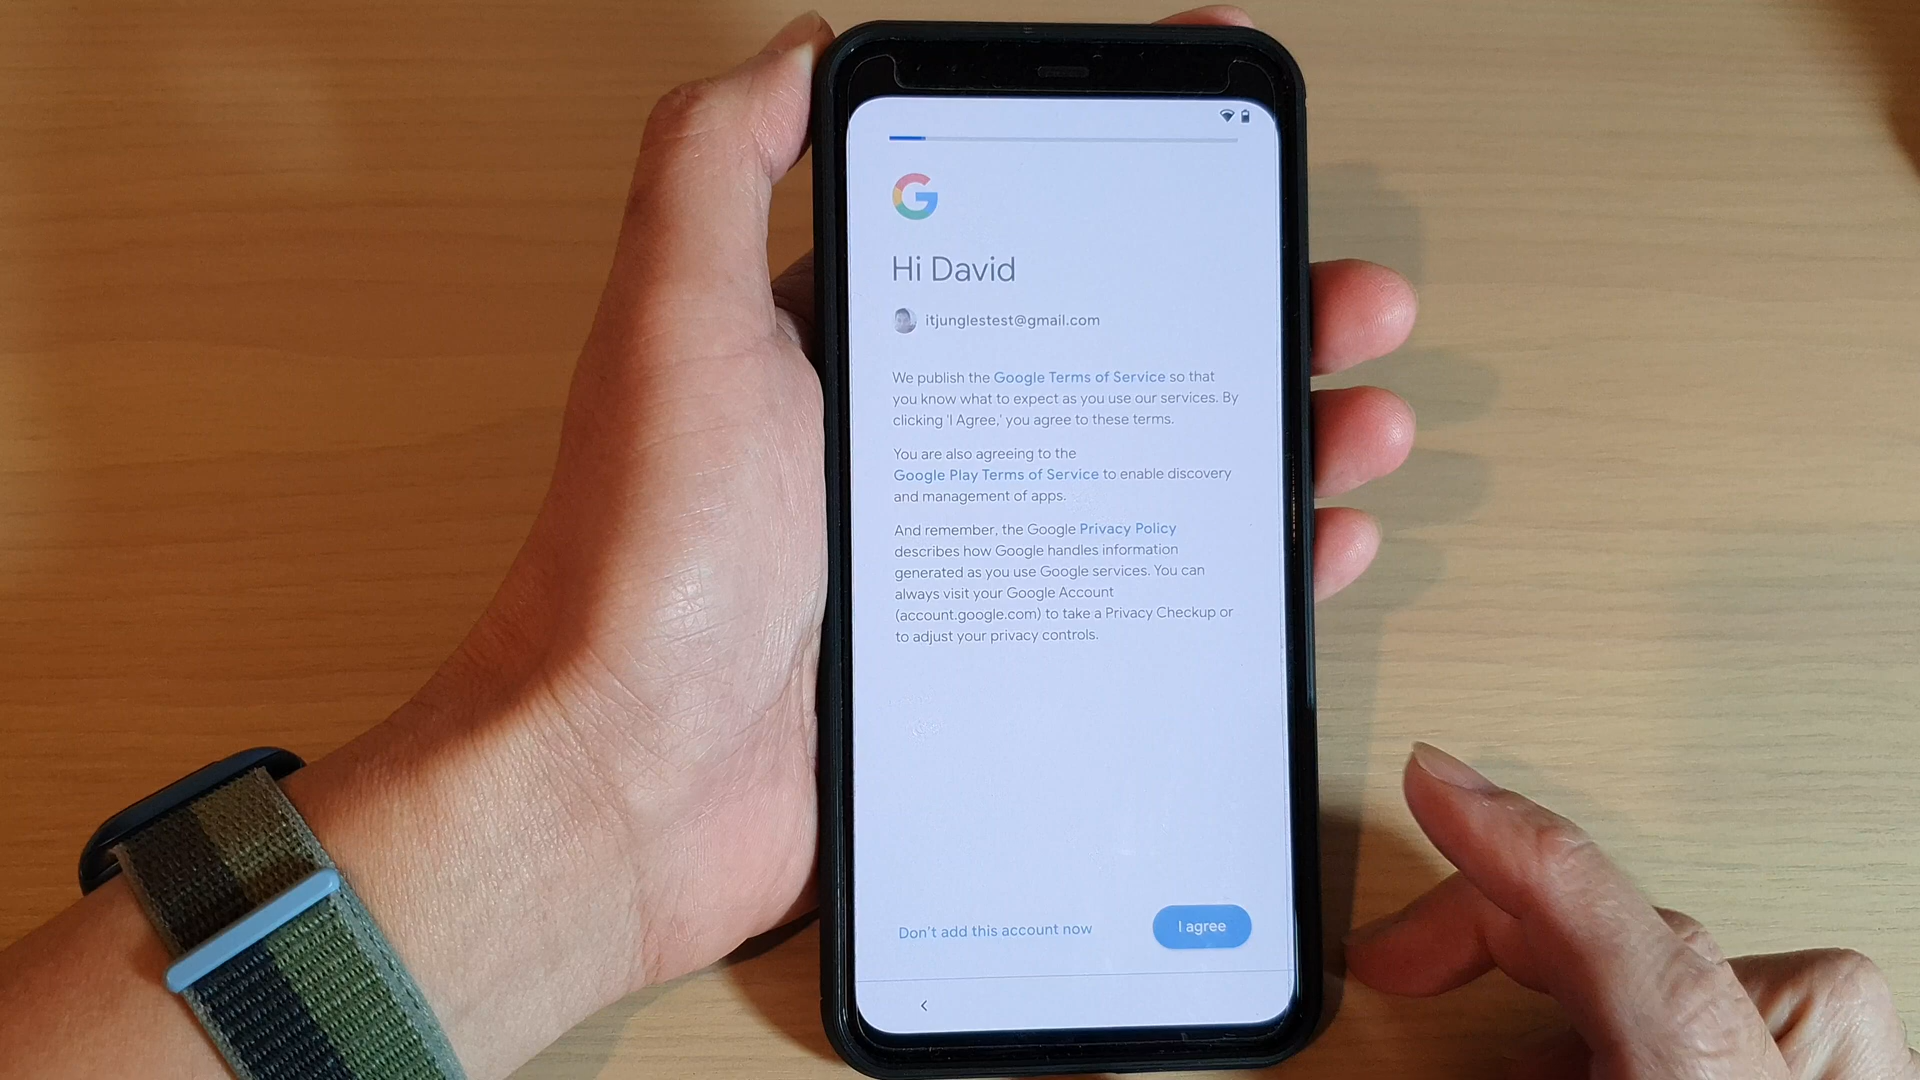 Hi David
itjunglestest@gmail.com
We publish the Google Terms of Service so that
you know what to expect as you use our services. By
clicking 'I Agree,' you agree to these terms.
You are also agreeing to the
Google Play Terms of Service to enable discovery
and management of apps.
And remember, the Google Privacy Policy
describes how Google handles information
generated as you use Google services. You can
always visit your Google Account
(account.google.com) to take a Privacy Checkup or
to adjust your privacy controls.
Don't add this account now
I agree